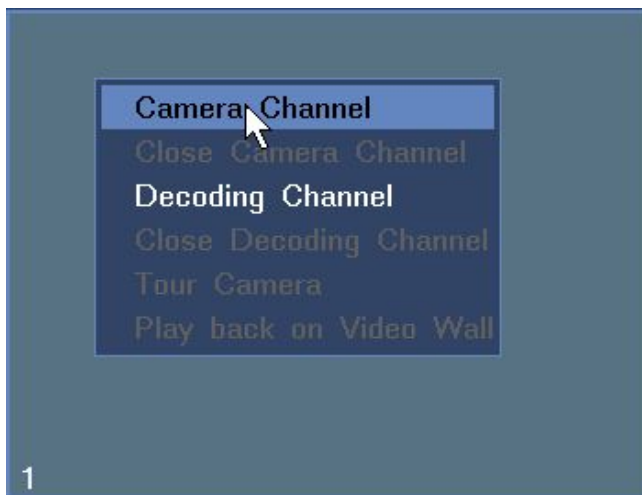 Camera Channel
Close Camera Channel
Decoding Channel
Close Decoding Channel
Tour Camera
Play back on Video Wall
1